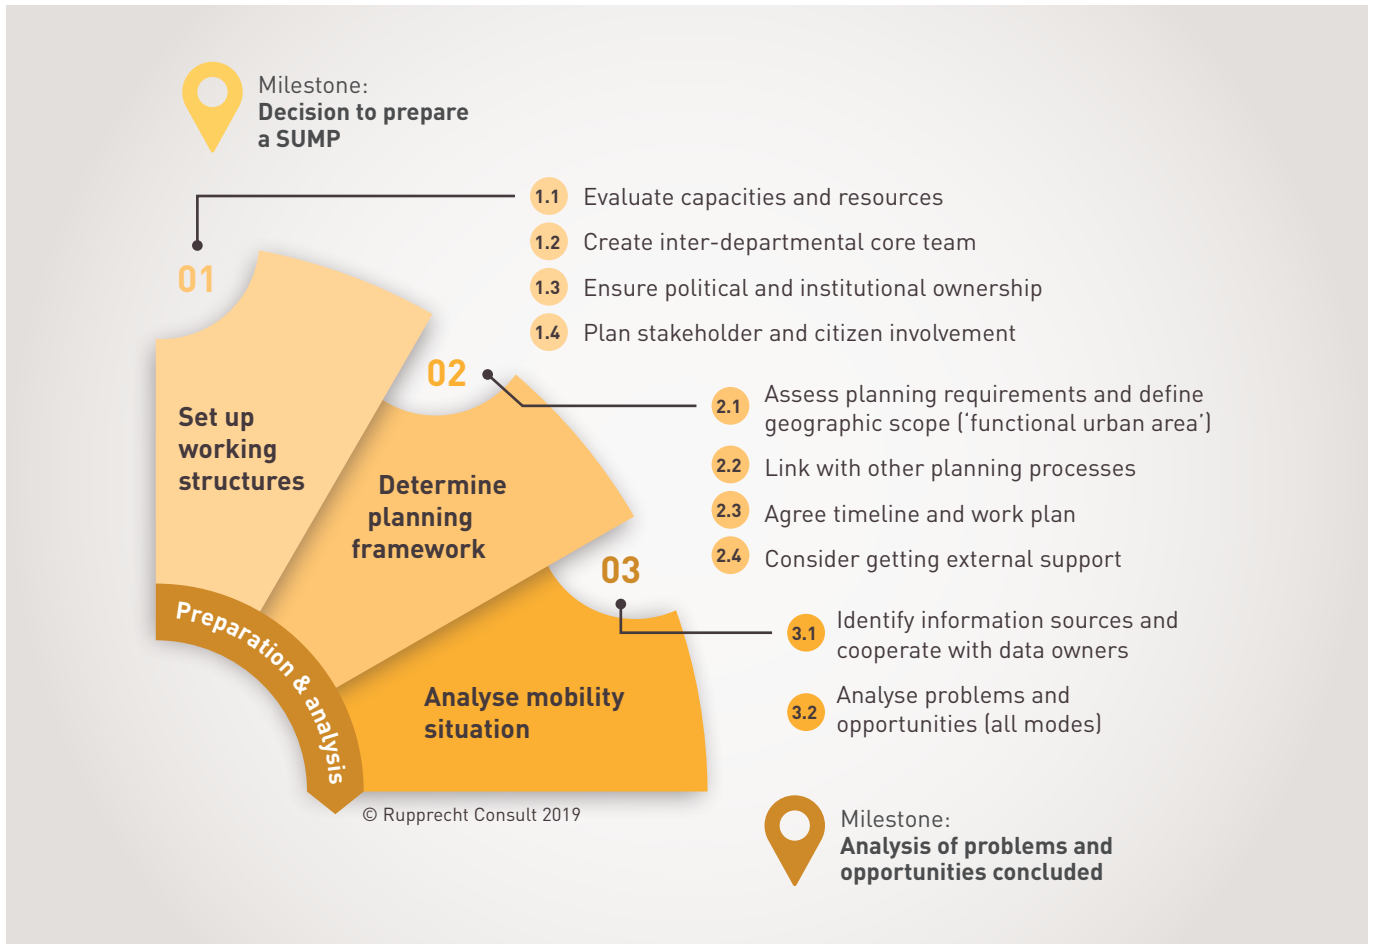 Milestone:
Decision to prepare
a SUMP
01
1.1 Evaluate capacities and resources
1.2 Create inter-departmental core team
1.3 Ensure political and institutional ownership
1.4 Plan stakeholder and citizen involvement
Set up
working
structures
02
2.1 Assess planning requirements and define
geographic scope (‘functional urban area’)
2.2 Link with other planning processes
2.3 Agree timeline and work plan
2.4 Consider getting external support
Determine
planning
framework
03
3.1 Identify information sources and
cooperate with data owners
3.2 Analyse problems and
opportunities (all modes)
Analyse mobility
situation
Preparation & analysis
© Rupprecht Consult 2019
Milestone:
Analysis of problems and
opportunities concluded